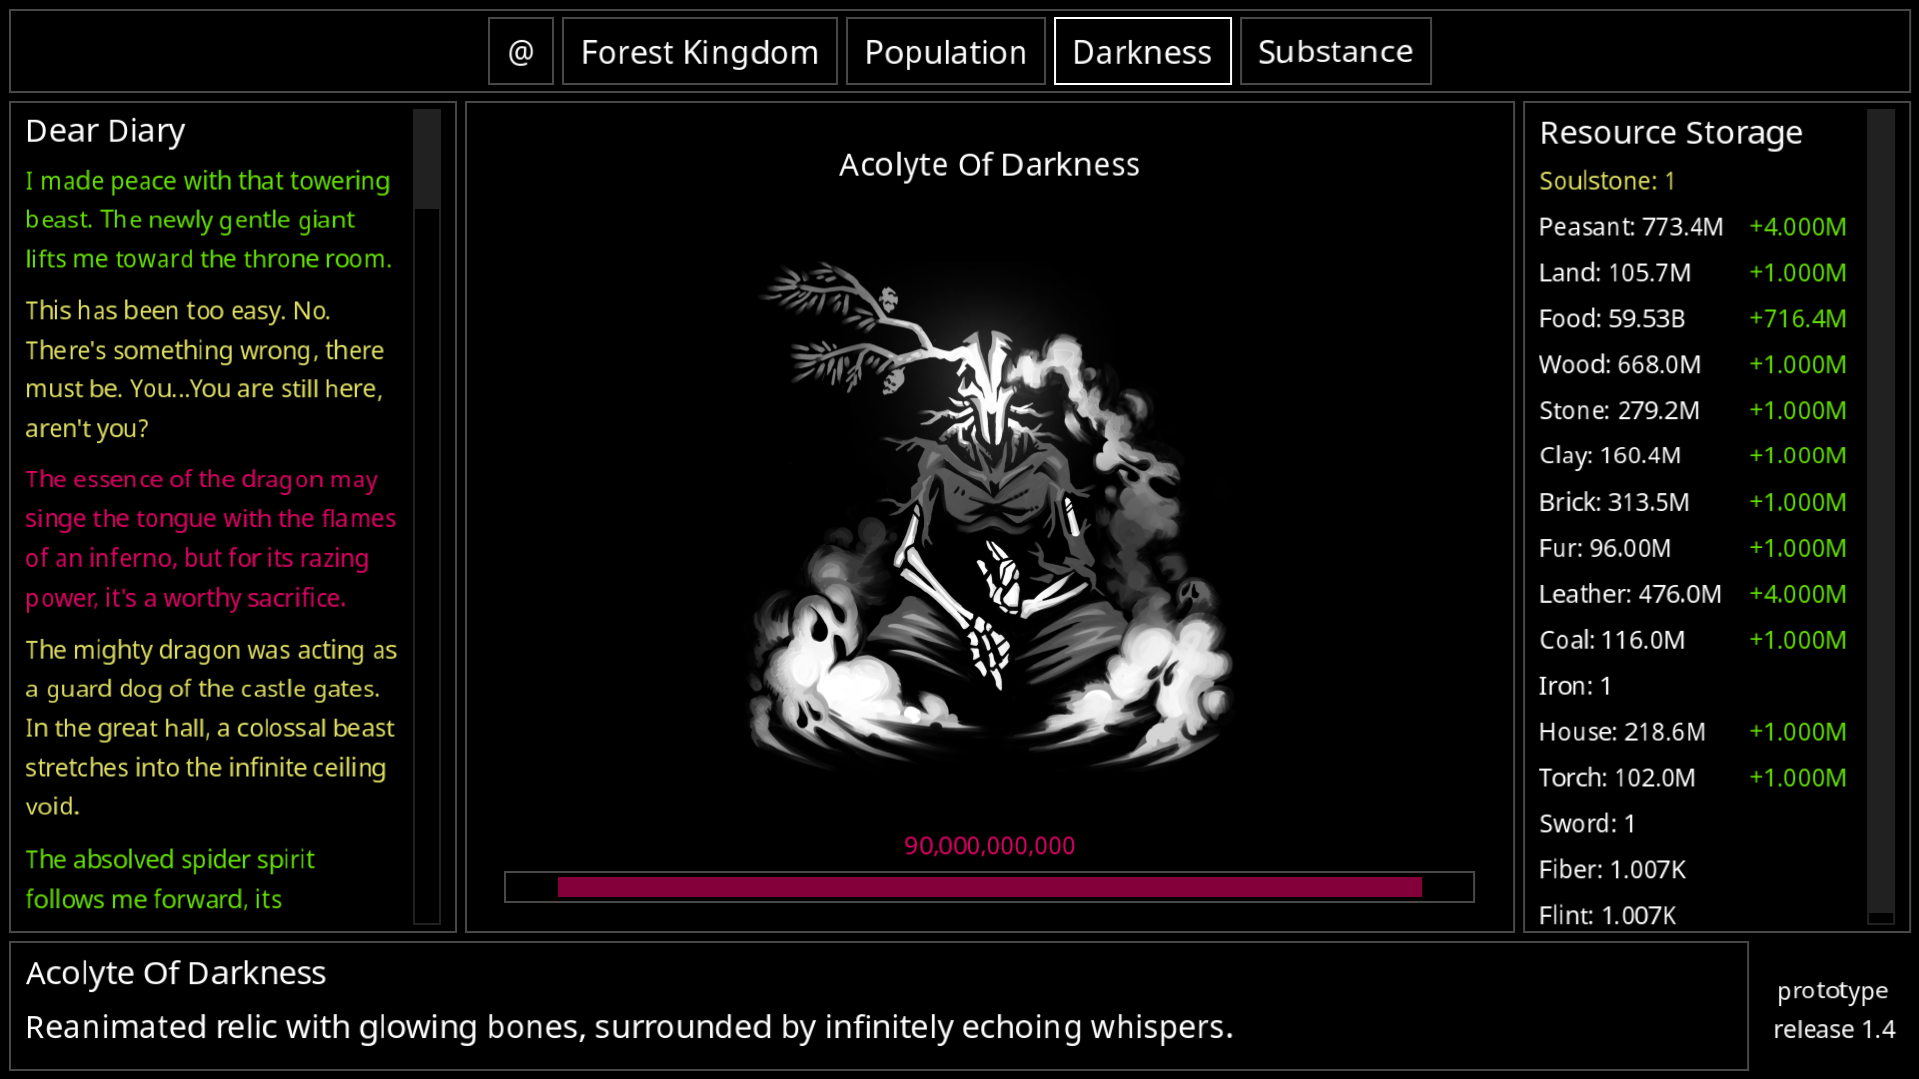 @
Forest Kingdom
Population
Darkness
Substance
Dear Diary
I made peace with that towering
beast. The newly gentle giant
lifts me toward the throne room.
This has been too easy. No.
There's something wrong, there
must be. You...You are still here,
aren't you?
The essence of the dragon may
singe the tongue with the flames
of an inferno, but for its razing
power, it's a worthy sacrifice.
The mighty dragon was acting as
a guard dog of the castle gates.
In the great hall, a colossal beast
stretches into the infinite ceiling
void.
The absolved spider spirit
follows me forward, its
Acolyte Of Darkness
90,000,000,000
Resource Storage
Soulstone: 1
Peasant: 773.4M +4.000M
Land: 105.7M +1.000M
Food: 59.53B +716.4M
Wood: 668.0M +1.000M
Stone: 279.2M +1.000M
Clay: 160.4M +1.000M
Brick: 313.5M +1.000M
Fur: 96.00M +1.000M
Leather: 476.0M +4.000M
Coal: 116.0M +1.000M
Iron: 1
House: 218.6M +1.000M
Torch: 102.0M +1.000M
Sword: 1
Fiber: 1.007K
Flint: 1.007K
Acolyte Of Darkness
Reanimated relic with glowing bones, surrounded by infinitely echoing whispers.
prototype
release 1.4